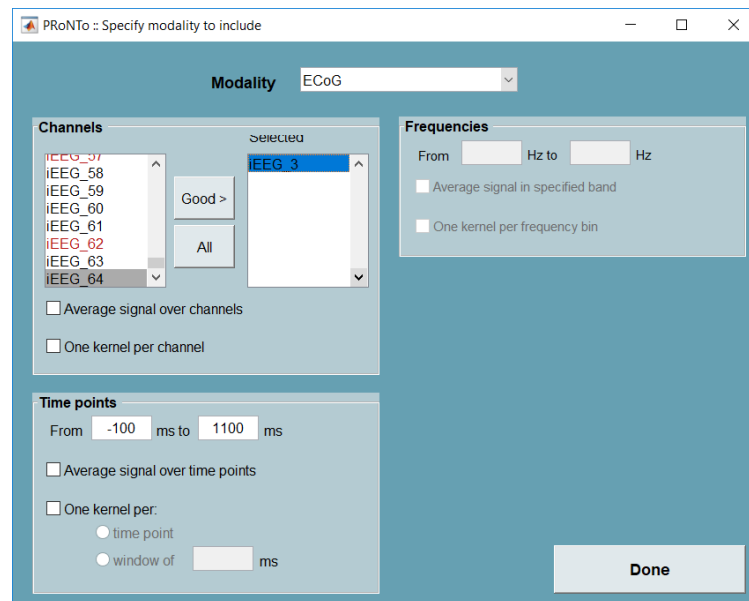 PRoNTo :: Specify modality to include
Modality
ECoG
Channels
Selected
iEEG_57
iEEG_58
iEEG_59
iEEG_60
iEEG_61
iEEG_62
iEEG_63
iEEG_64
Good >
All
iEEG_3
Average signal over channels
One kernel per channel
Time points
From -100 ms to 1100 ms
Average signal over time points
One kernel per:
time point
window of ms
Frequencies
From Hz to Hz
Average signal in specified band
One kernel per frequency bin
Done